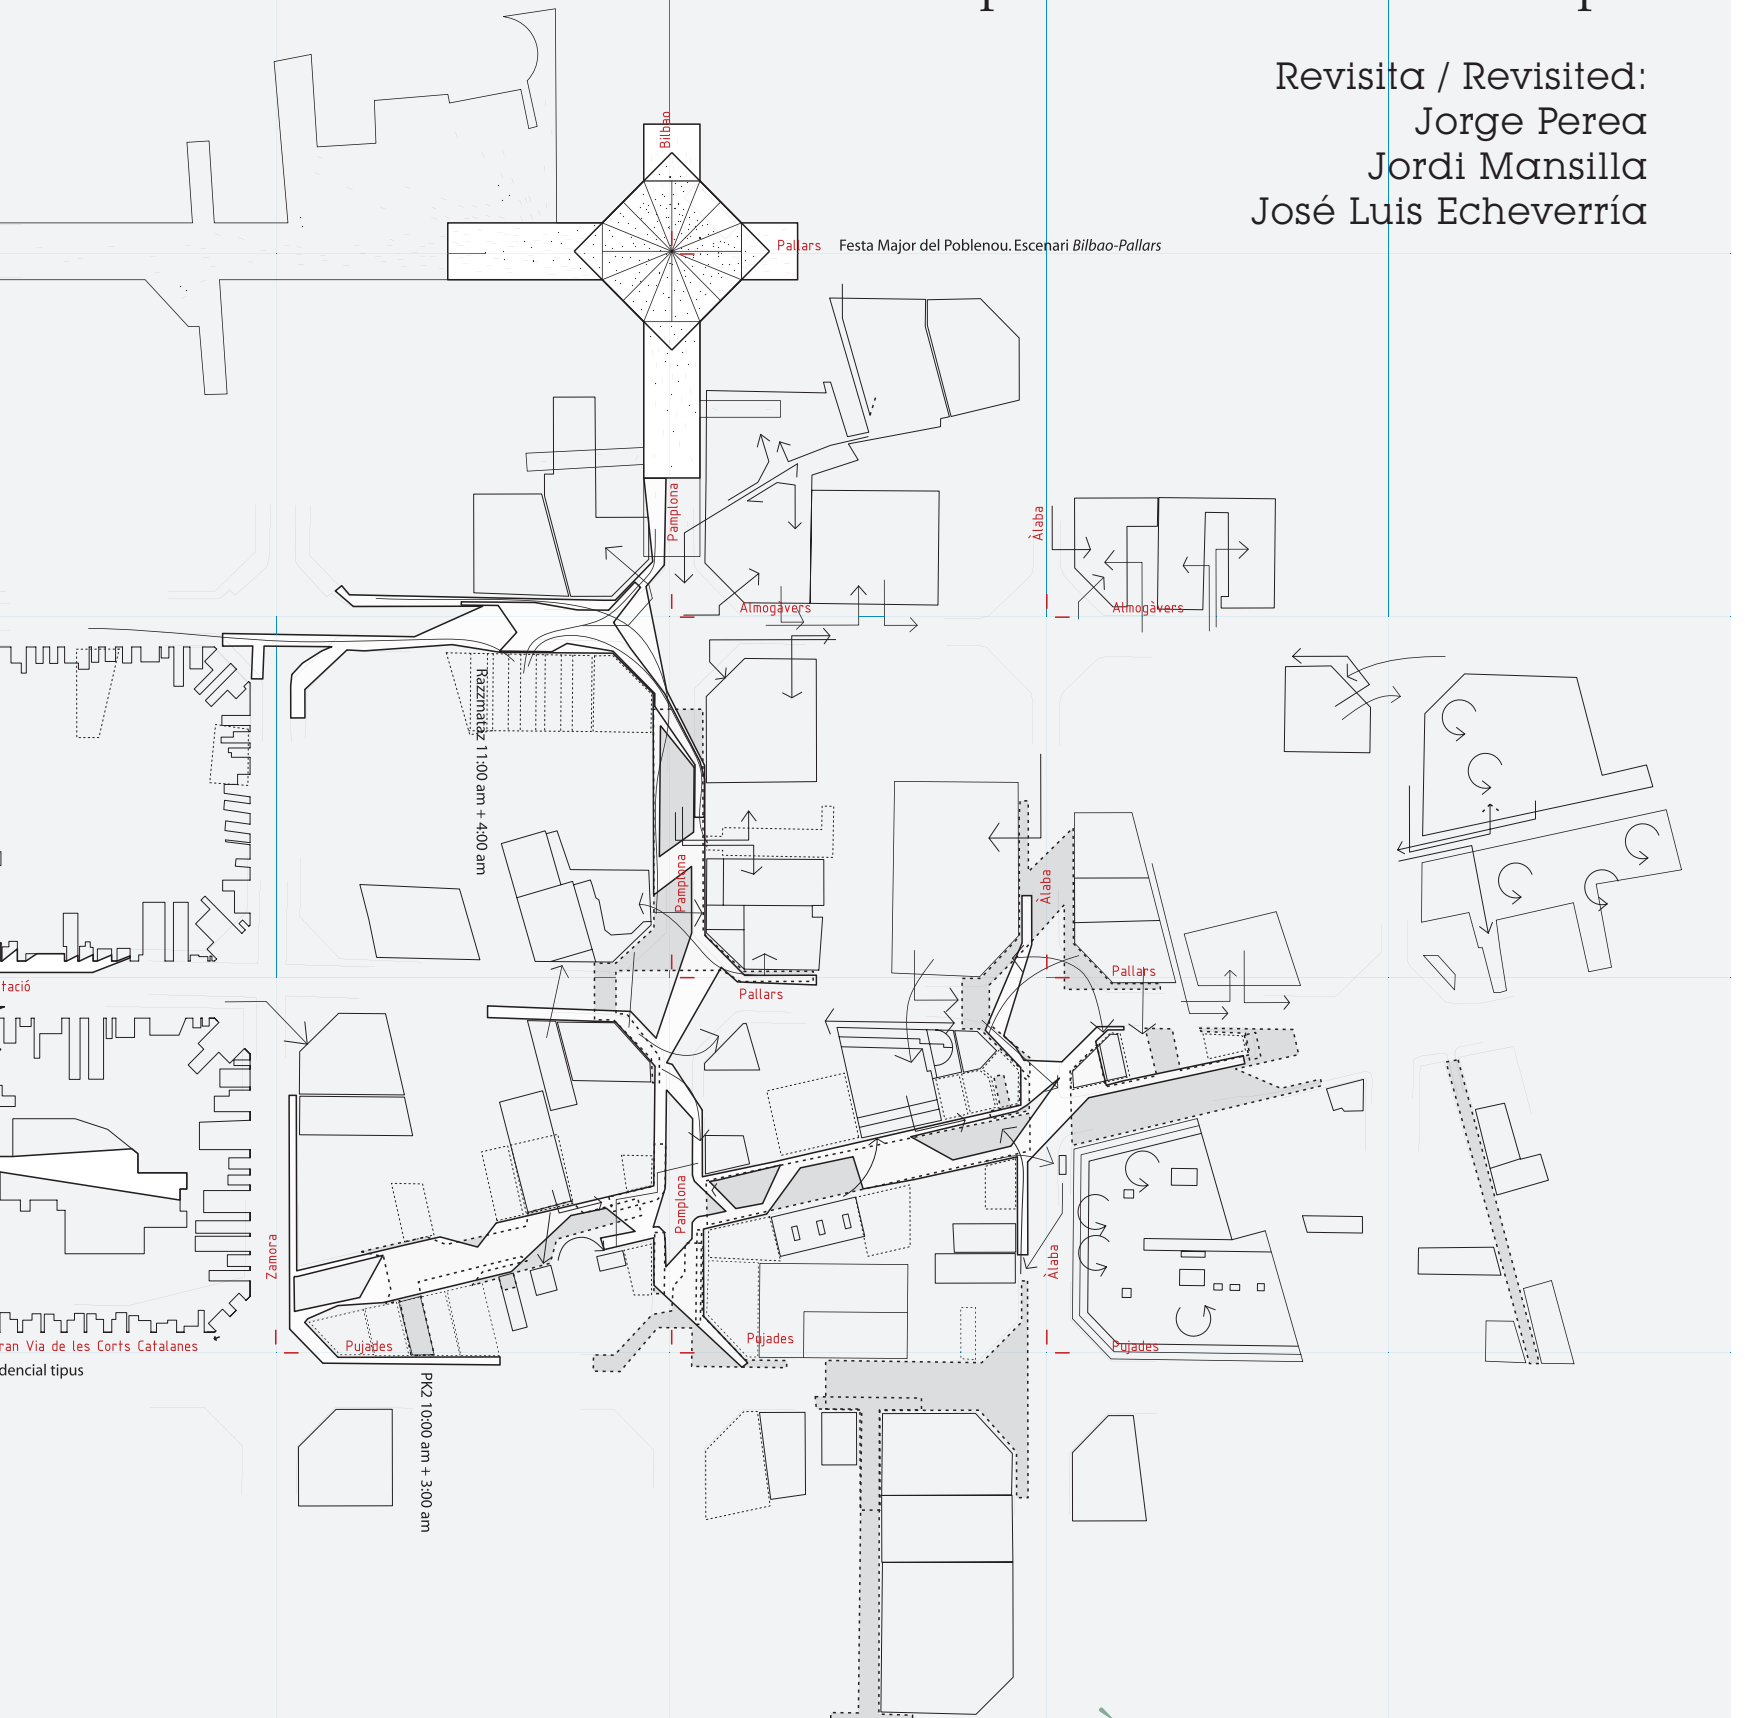 Revisita / Revisited:
Jorge Perea
Jordi Mansilla
José Luis Echeverría
Bilbao
Pallars
Festa Major del Poblenou. Escenari Bilbao-Pallars
Pamplona
Àlaba
Almogàvers
Almogàvers
Razzmatazz 11:00 am + 4:00 am
Pamplona
Àlaba
Pallars
Pallars
tació
Pamplona
Zamora
Àlaba
ran Via de les Corts Catalanes
Pujades
Pujades
Pujades
dencial tipus
PK2 10:00 am + 3:00 am